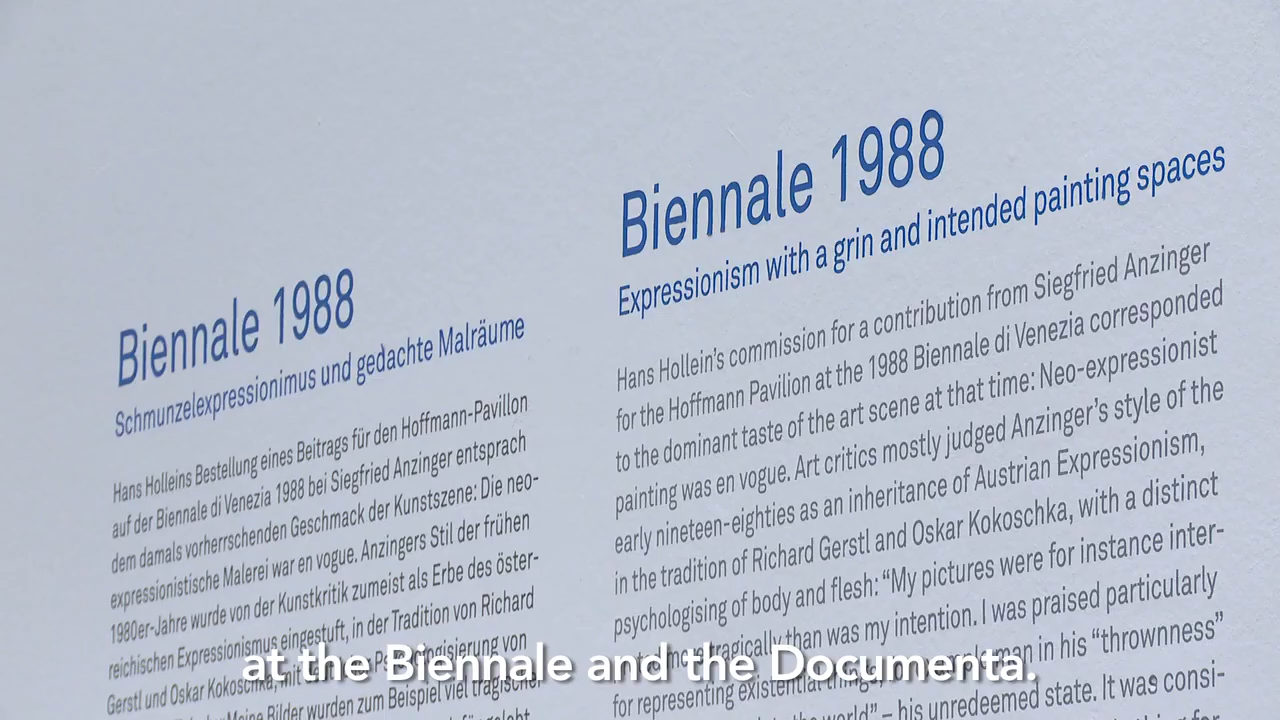 Biennale 1988
Schmunzelexpressionimus und gedachte Malräume
Hans Holleins Bestellung eines Beitrags für den Hoffmann-Pavillon
auf der Biennale di Venezia 1988 bei Siegfried Anzinger entsprach
dem damals vorherrschenden Geschmack der Kunstszene: Die neo-
expressionistische Malerei war en vogue. Anzingers Stil der frühen
1980er-Jahre wurde von der Kunstkritik zumeist als Erbe des öster-
reichischen Expressionismus eingestuft, in der Tradition von Richard
Gerstl und Oskar Kokoschka, mit
von
Meine Bilder wurden zum Beispiel viel tragischer
Biennale 1988
Expressionism with a grin and intended painting spaces
Hans Hollein’s commission for a contribution from Siegfried Anzinger
for the Hoffmann Pavilion at the 1988 Biennale di Venezia corresponded
to the dominant taste of the art scene at that time: Neo-expressionist
painting was en vogue. Art critics mostly judged Anzinger’s style of the
early nineteen-eighties as an inheritance of Austrian Expressionism,
in the tradition of Richard Gerstl and Oskar Kokoschka, with a distinct
psychologising of body and flesh: “My pictures were for instance inter-
tragically than was my intention. I was praised particularly
for representing existential man in his “thrownness”
world” – his unredeemed state. It was consi-
at the Biennale and the Documenta.